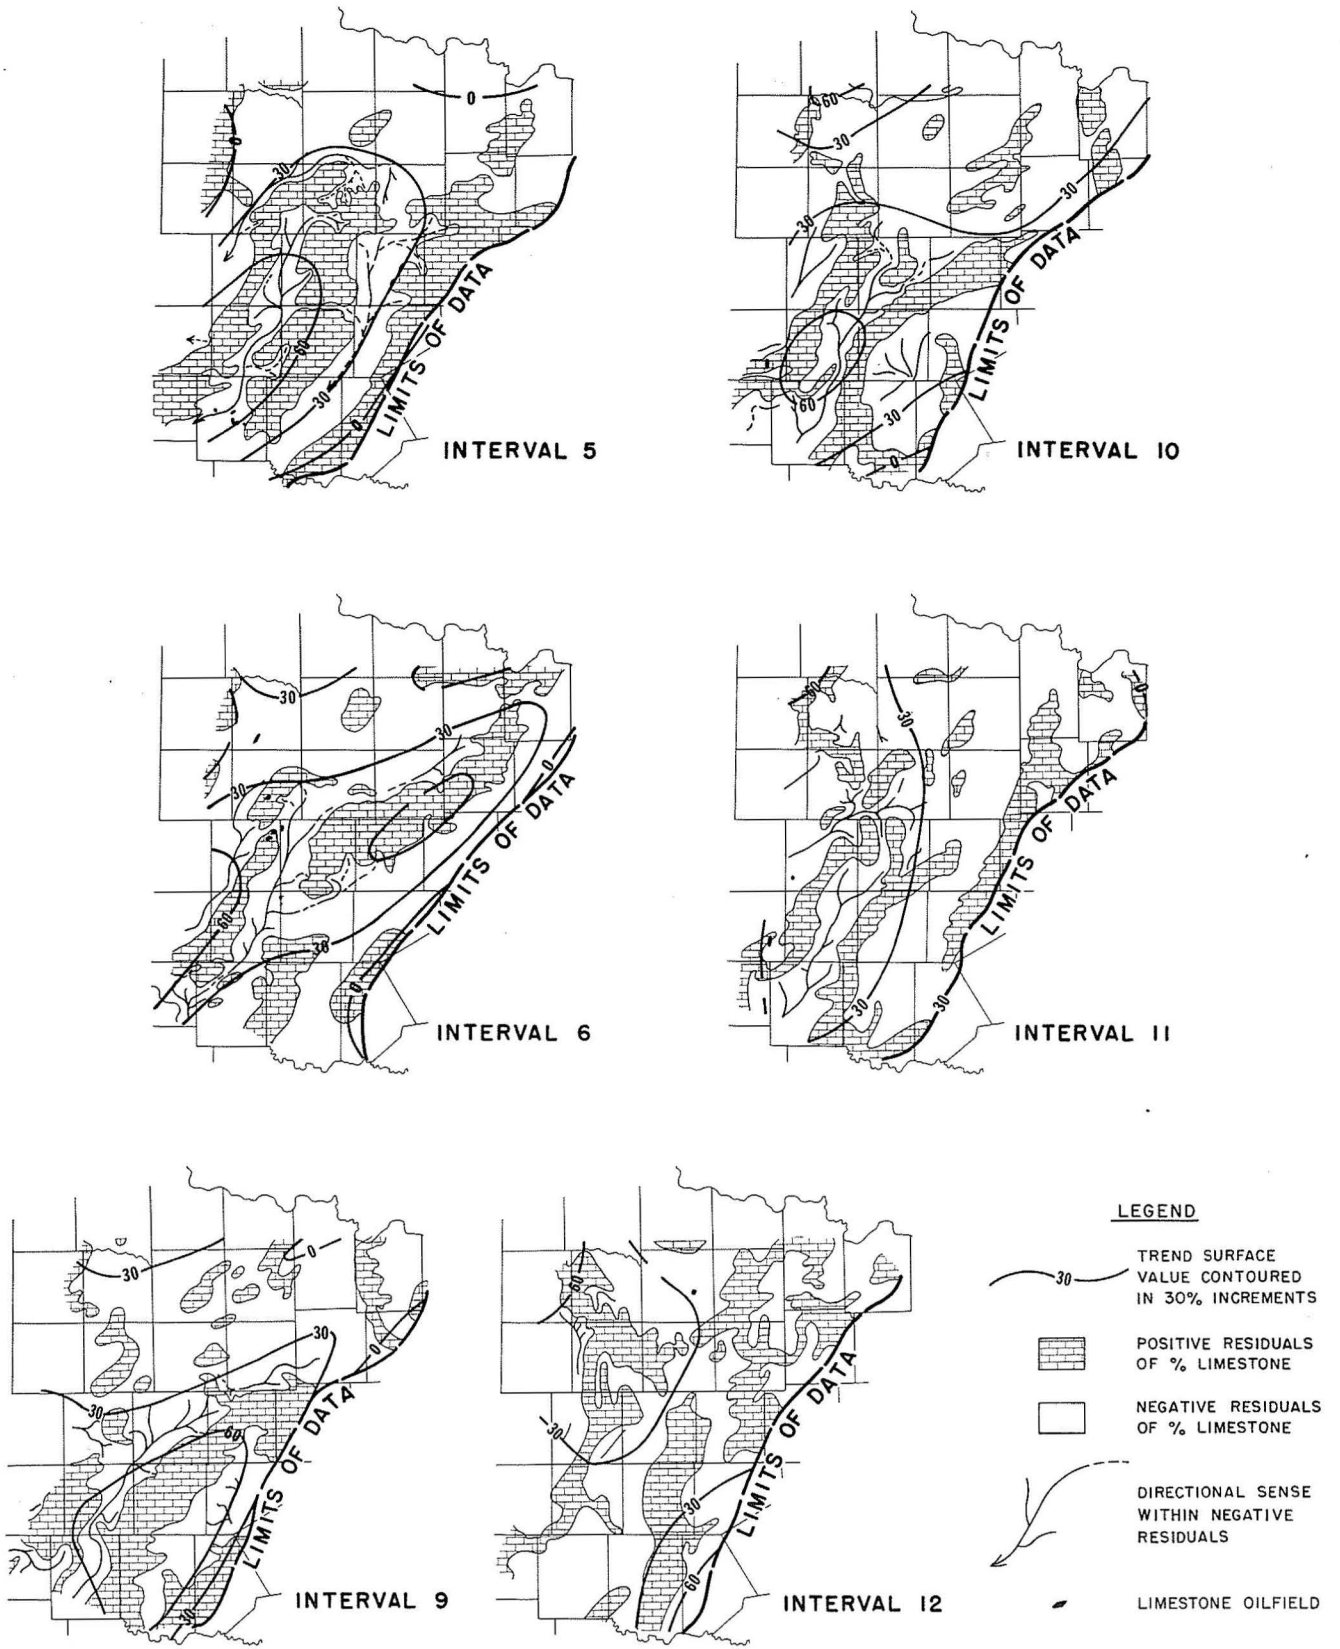 0
0
30
60
30
0
LIMITS OF DATA
INTERVAL 5
60
30
30
30
60
30
0
LIMITS OF DATA
INTERVAL 10
30
30
30
0
60
30
0
LIMITS OF DATA
INTERVAL 6
60
30
0
30
30
LIMITS OF DATA
INTERVAL 11
30
0
30
0
30
60
30
LIMITS OF DATA
INTERVAL 9
60
30
30
60
LIMITS OF DATA
INTERVAL 12
LEGEND
30
TREND SURFACE
VALUE CONTOURED
IN 30% INCREMENTS
POSITIVE RESIDUALS
OF % LIMESTONE
NEGATIVE RESIDUALS
OF % LIMESTONE
DIRECTIONAL SENSE
WITHIN NEGATIVE
RESIDUALS
LIMESTONE OILFIELD